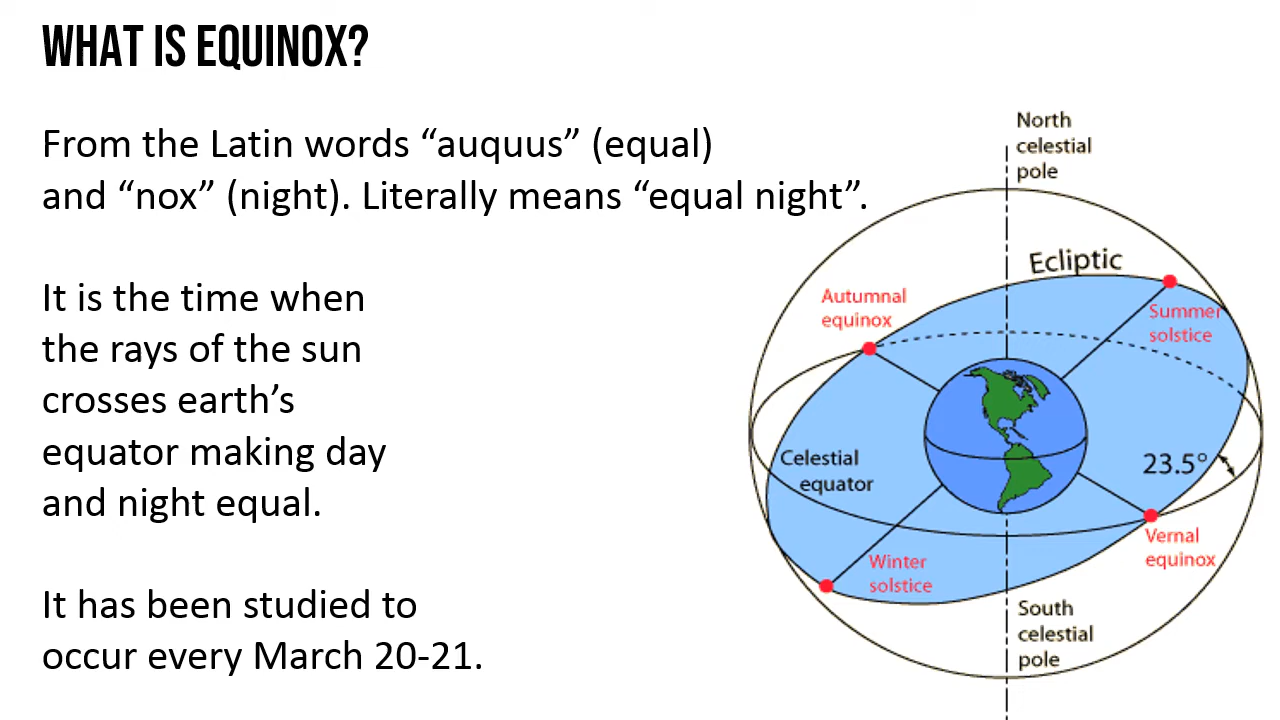 WHAT IS EQUINOX?
From the Latin words “auquus” (equal)
and “nox” (night). Literally means “equal night”.
It is the time when
the rays of the sun
crosses earth’s
equator making day
and night equal.
It has been studied to
occur every March 20-21.
North
celestial
pole
Ecliptic
Autumnal
equinox
Summer
solstice
Celestial
equator
23.5°
Winter
solstice
Vernal
equinox
South
celestial
pole